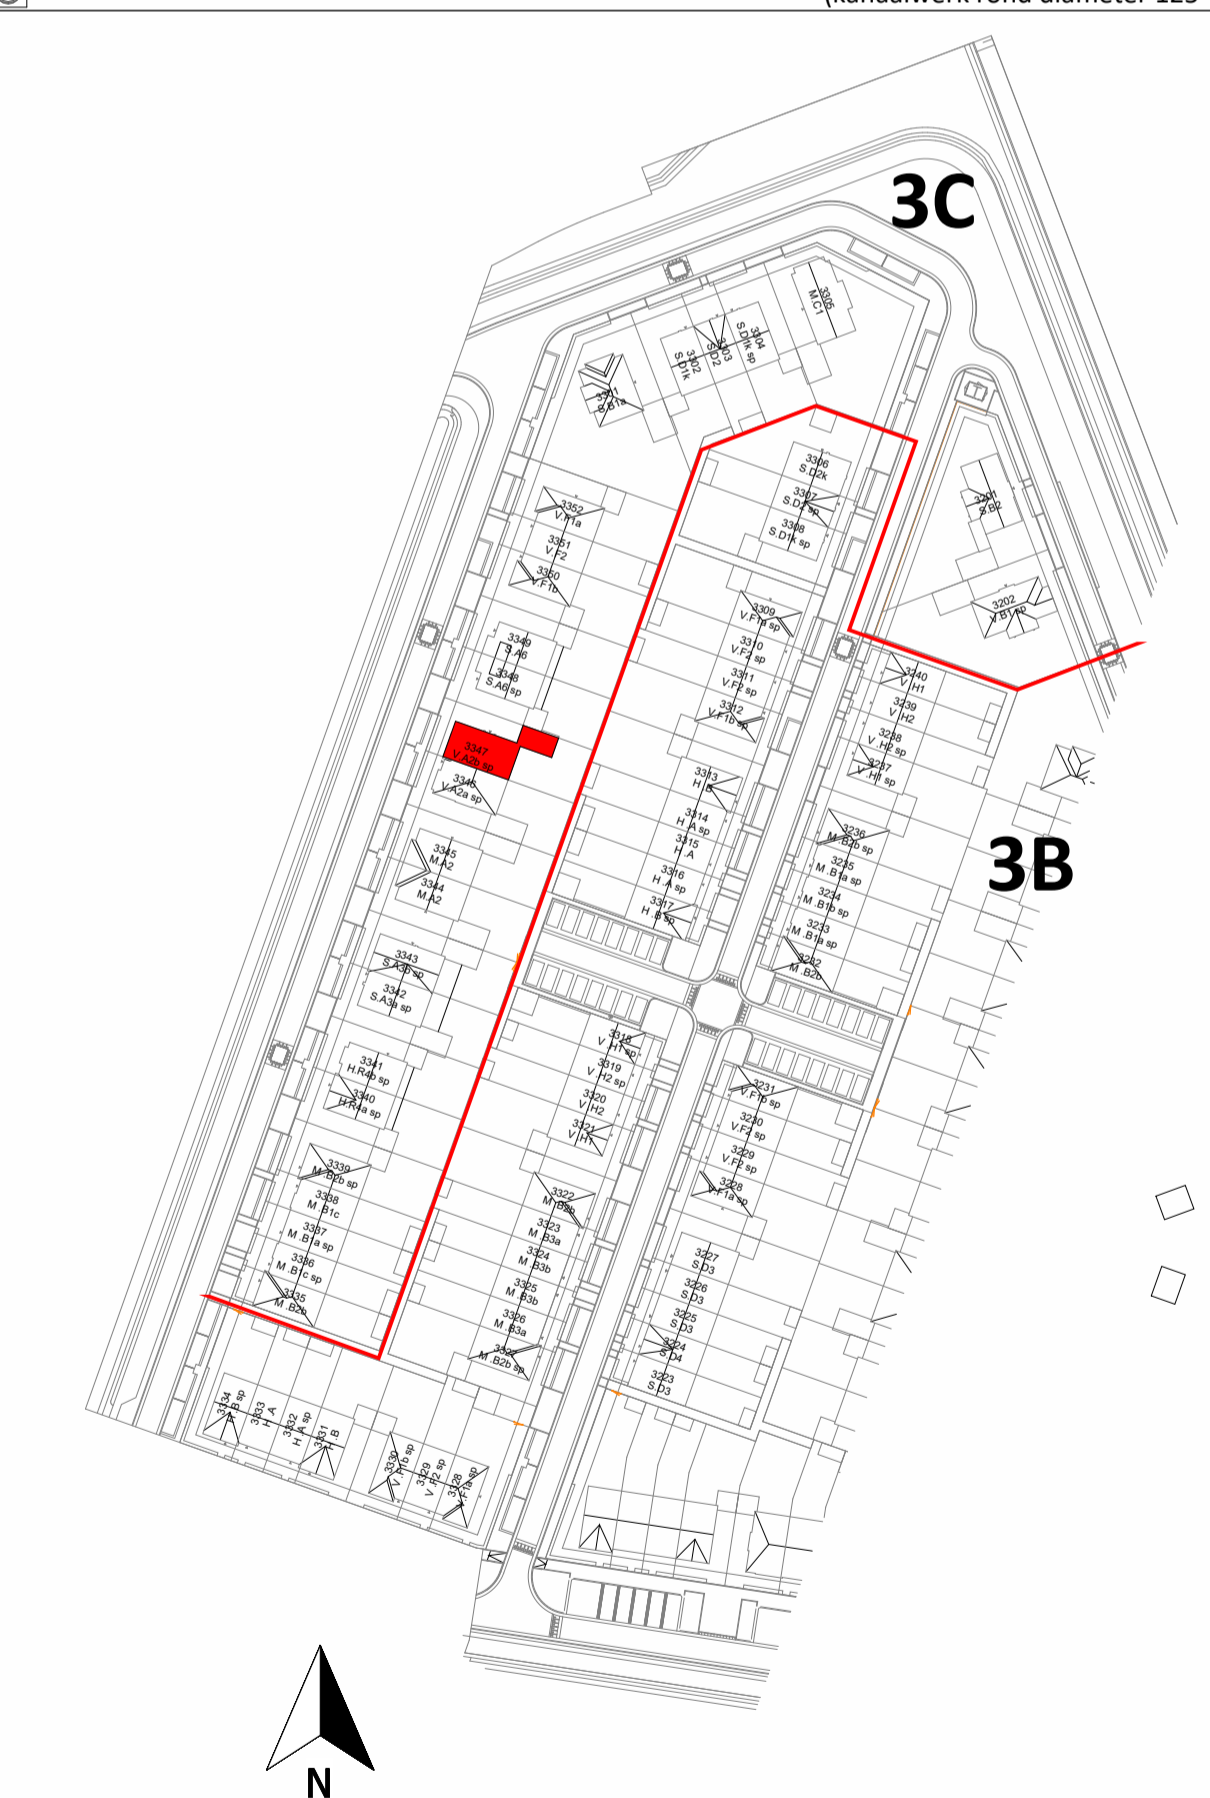 (kanaalwerk rond diameter 125
3C
3305
M.C1
3304
S.D1k sp
3303
S.D2
3302
S.D1k
3301
S.B1a
3306
S.D2k
3307
S.D2 sp
3308
S.D1k sp
3201
S.B2
3202
V.B1 sp
3352
V.F1a
3351
V.F2
3350
V.F1b
3349
S.A6
3348
S.A6 sp
3347
V.A2b sp
3346
V.A2a sp
3345
M.A2
3344
M.A2
3343
S.A3b sp
3342
S.A3a sp
3341
H.R4b sp
3340
H.R4a sp
3339
M.B2b sp
3338
M.B1c
3337
M.B1a sp
3336
M.B1c sp
3335
M.B2b
3309
V.F1a sp
3310
V.F2 sp
3311
V.F2 sp
3312
V.F1b sp
3313
H.B
3314
H.A sp
3315
H.A
3316
H.A sp
3317
H.B sp
3240
V.H1
3239
V.H2
3238
V.H2 sp
3237
V.H1 sp
3236
M.B2b sp
3235
M.B1a sp
3234
M.B1b sp
3233
M.B1a sp
3232
M.B2b
3B
3318
V.H1 sp
3319
V.H2 sp
3320
V.H2
3321
V.H1
3322
M.B2b
3323
M.B3a
3324
M.B3b
3325
M.B3b
3326
M.B3a
3327
M.B2b sp
3231
V.F1b sp
3230
V.F2 sp
3229
V.F2 sp
3228
V.F1a sp
3227
S.D3
3226
S.D3
3225
S.D3
3224
S.D4
3223
S.D3
3334
H.B sp
3333
H.A
3332
H.A sp
3331
H.B
3330
V.F1b sp
3329
V.F2 sp
3328
V.F1a sp
N